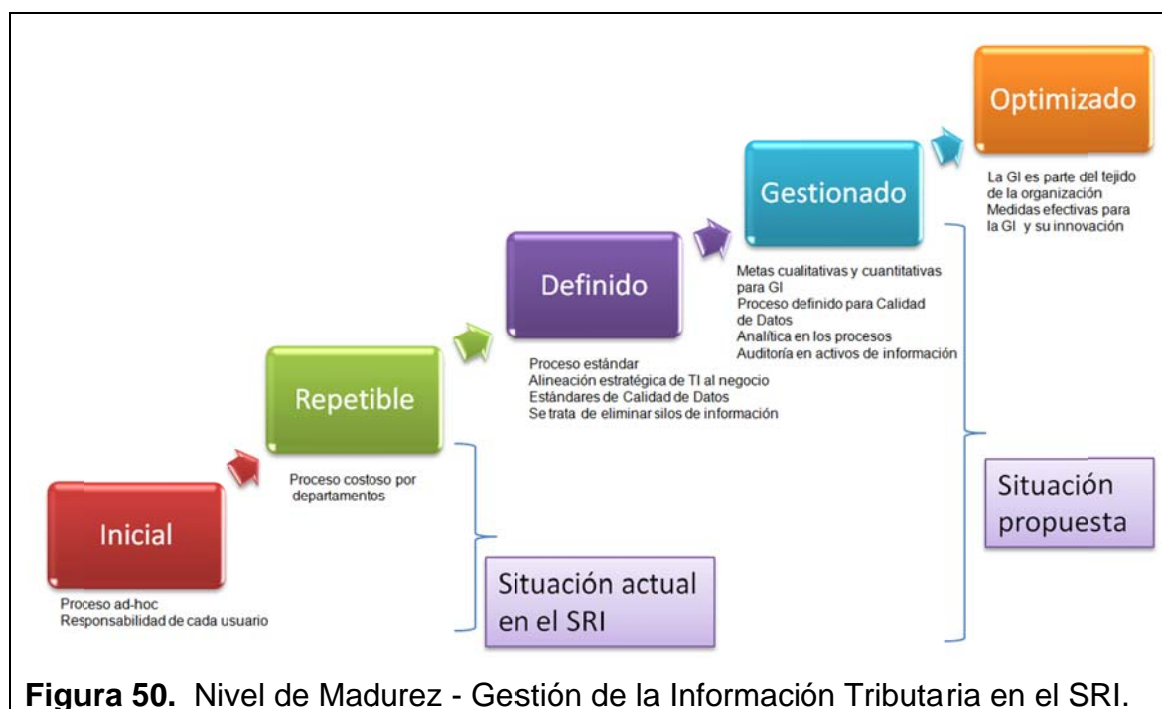 Inicial
Proceso ad-hoc
Responsabilidad de cada usuario
Repetible
Proceso costoso por
departamentos
Situación actual
en el SRI
Definido
Proceso estándar
Alineación estratégica de TI al negocio
Estándares de Calidad de Datos
Se trata de eliminar silos de información
Gestionado
Metas cualitativas y cuantitativas
para GI
Proceso definido para Calidad
de Datos
Analítica en los procesos
Auditoría en activos de información
Situación
propuesta
Optimizado
La GI es parte del tejido
de la organización
Medidas efectivas para
la GI y su innovación
Figura 50. Nivel de Madurez - Gestión de la Información Tributaria en el SRI.